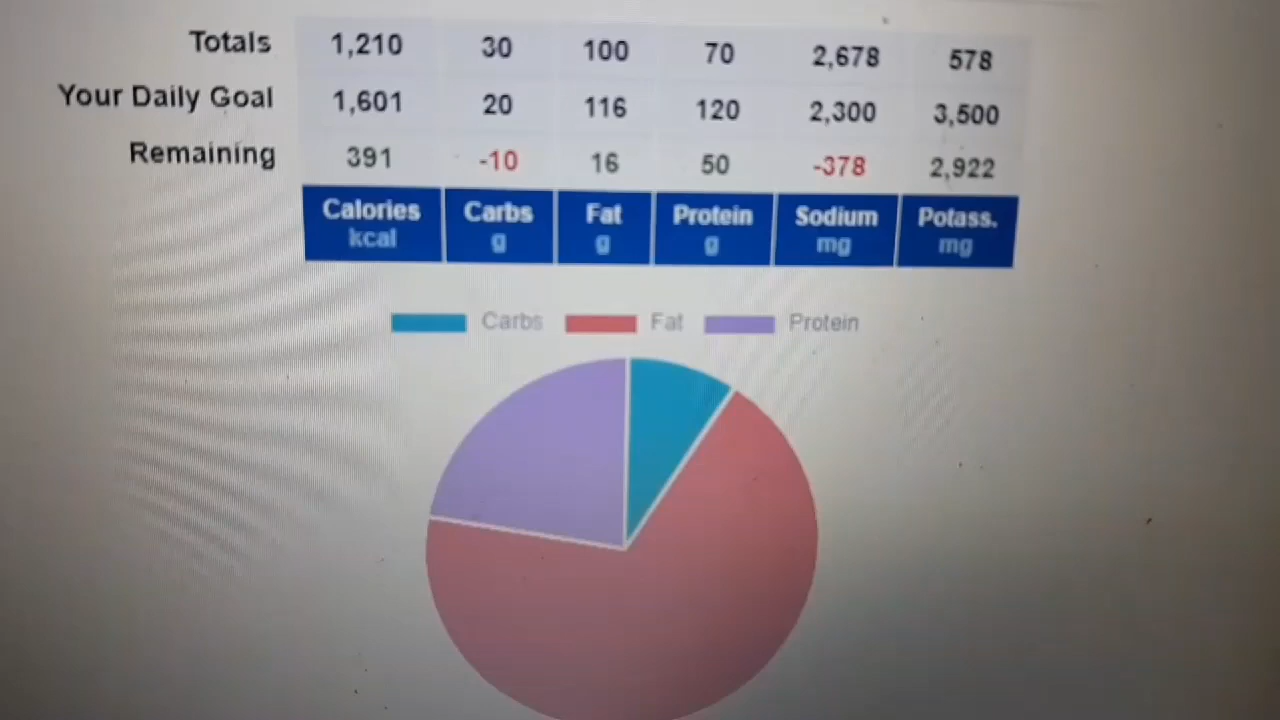 Totals 1,210 30 100 70 2,678 578
Your Daily Goal 1,601 20 116 120 2,300 3,500
Remaining 391 -10 16 50 -378 2,922
Calories Carbs Fat Protein Sodium Potass.
kcal g g g mg mg
Carbs Fat Protein